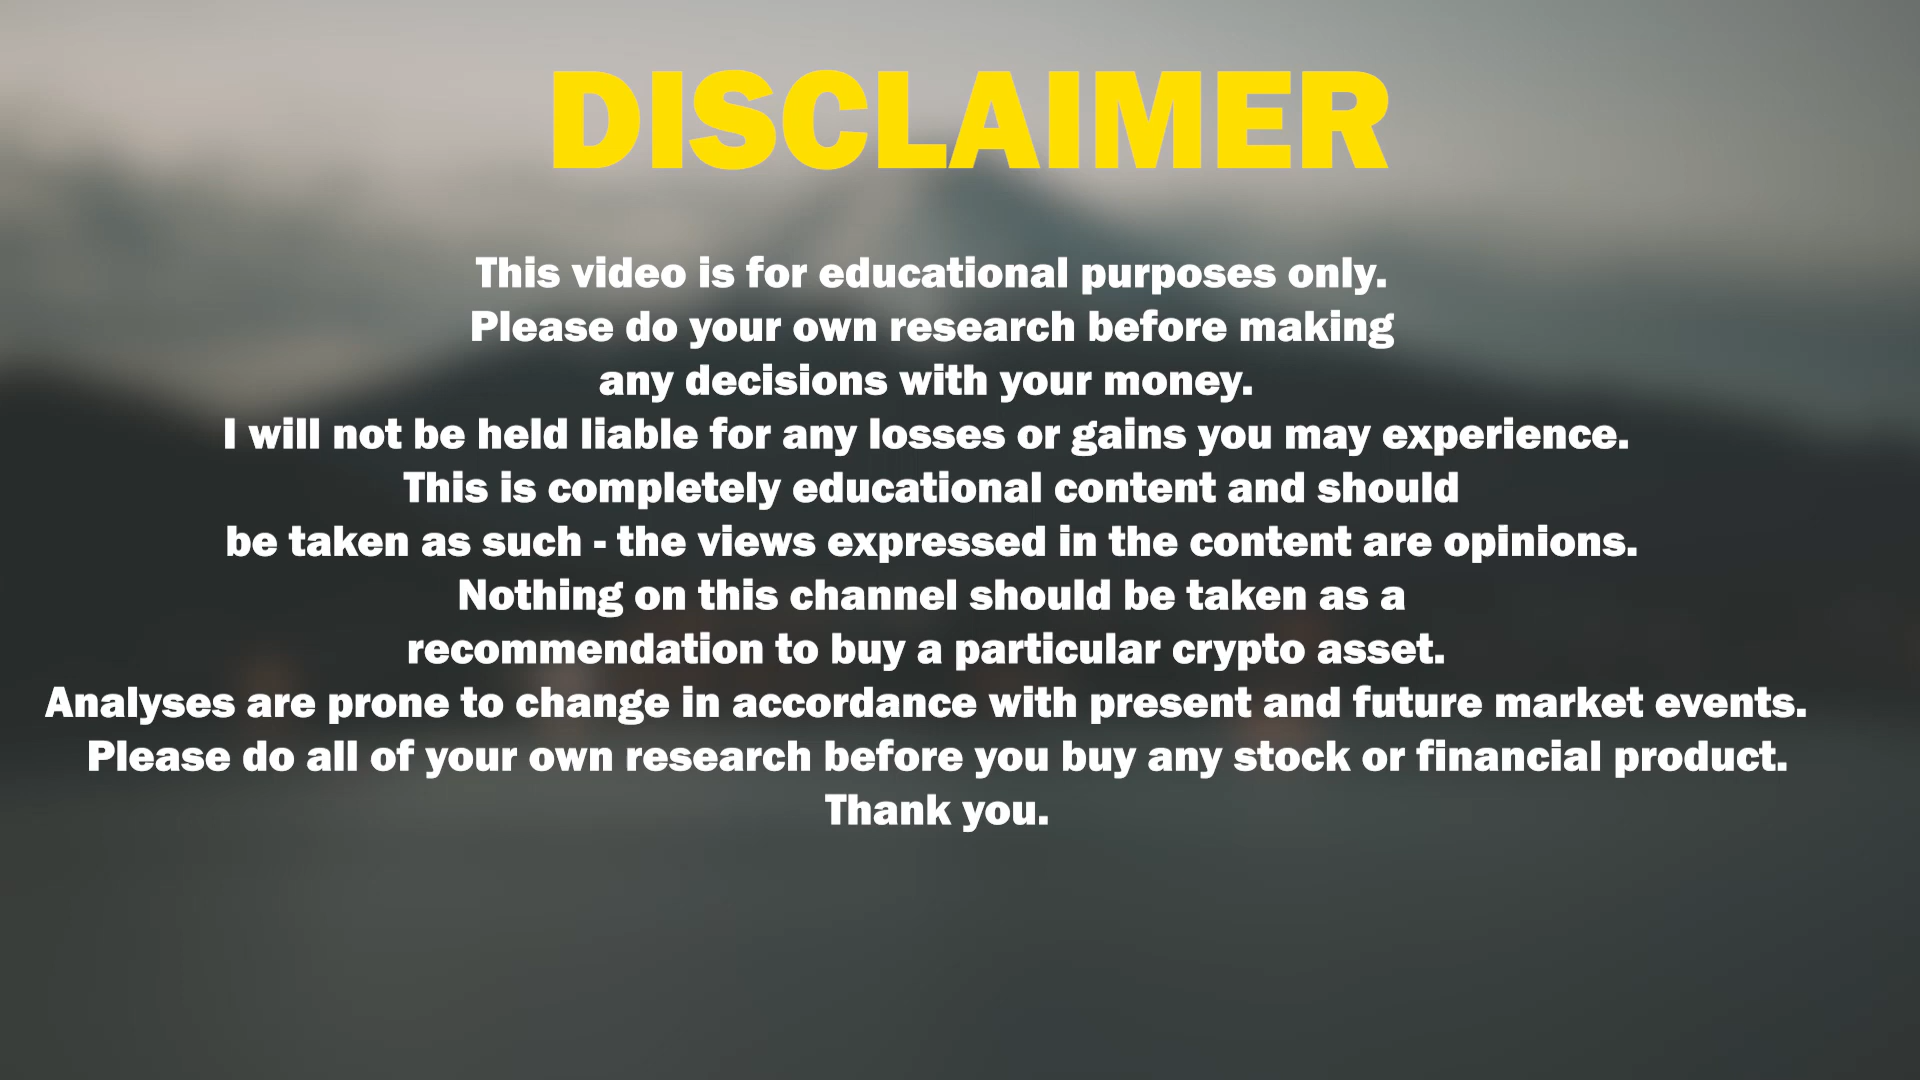 DISCLAIMER
This video is for educational purposes only.
Please do your own research before making
any decisions with your money.
I will not be held liable for any losses or gains you may experience.
This is completely educational content and should
be taken as such - the views expressed in the content are opinions.
Nothing on this channel should be taken as a
recommendation to buy a particular crypto asset.
Analyses are prone to change in accordance with present and future market events.
Please do all of your own research before you buy any stock or financial product.
Thank you.